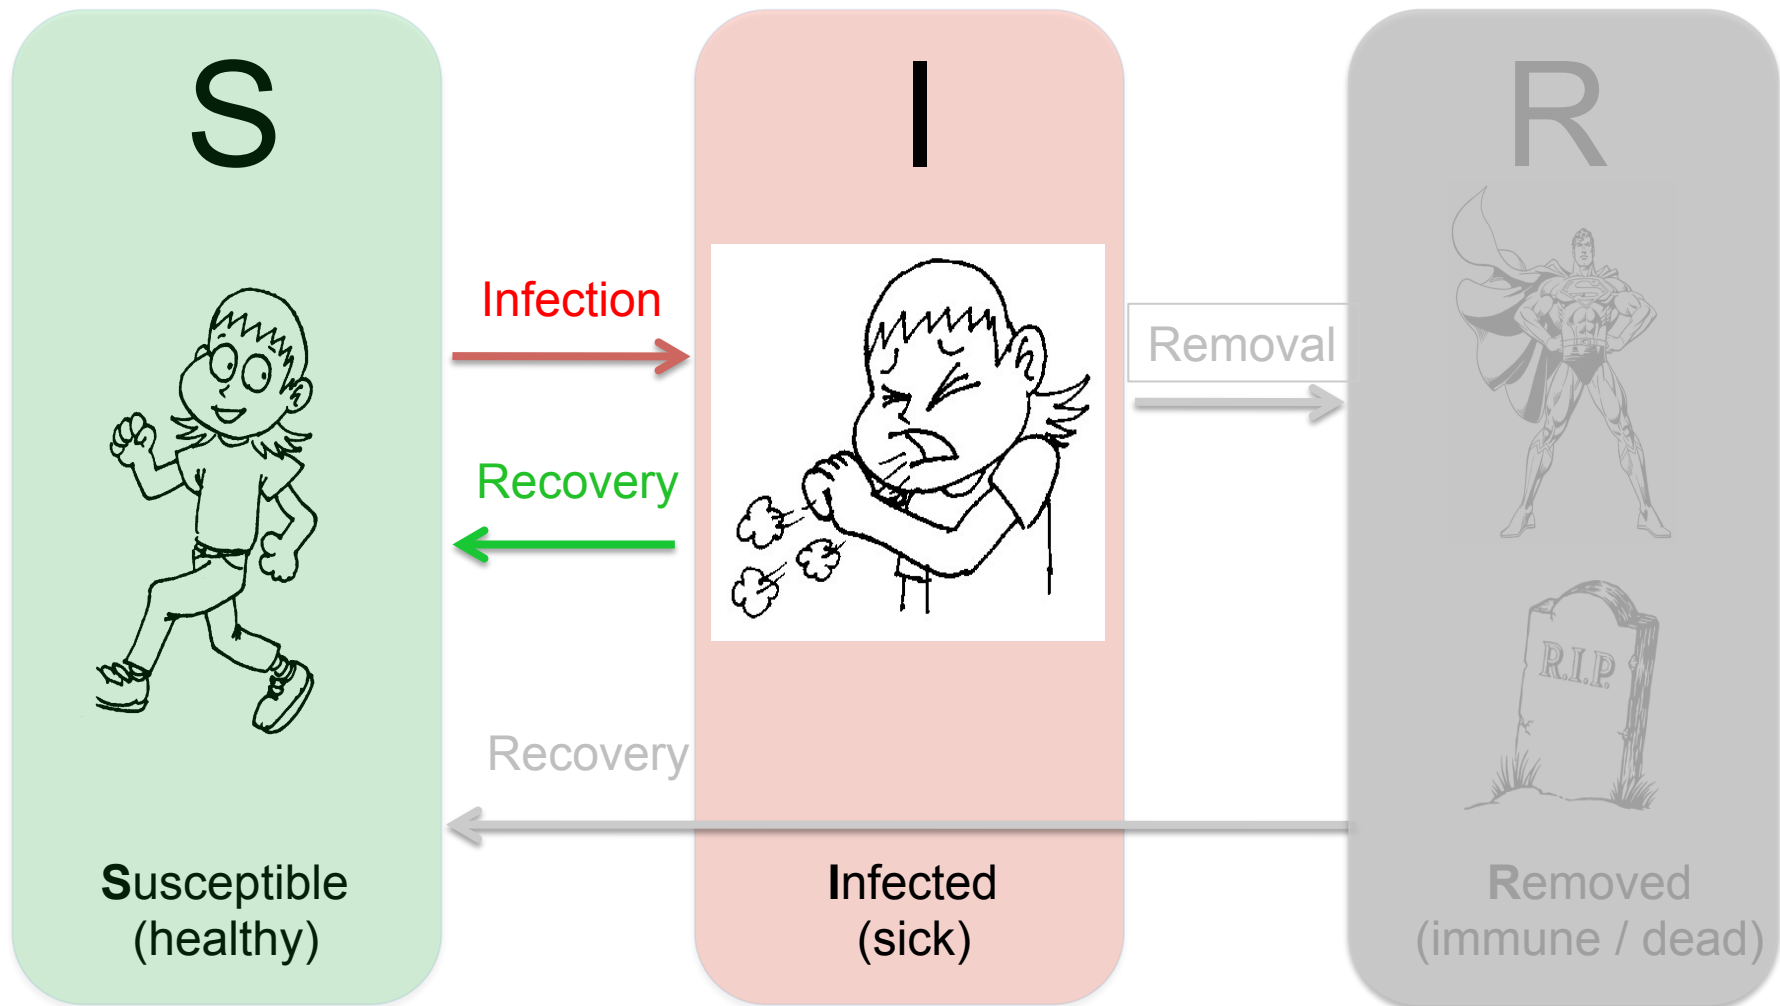 S
I
R
Infection
Removal
Recovery
R.I.P.
Recovery
Susceptible
(healthy)
Infected
(sick)
Removed
(immune / dead)